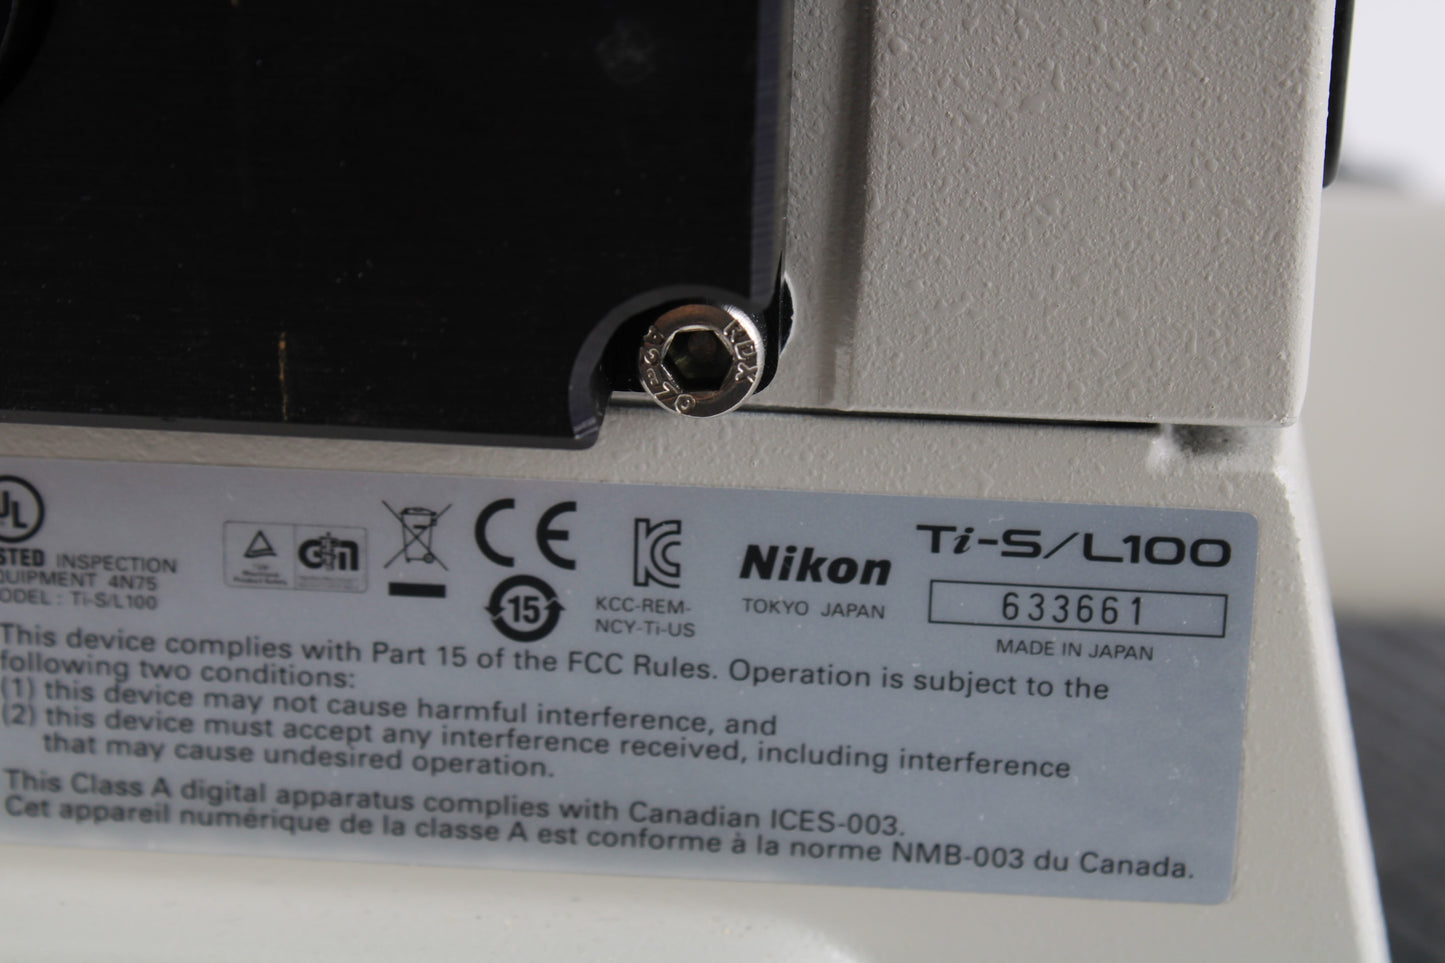 UL
STED INSPECTION
QUIPMENT 4N75
ODEL : Ti-S/L100
15
KCC-REM-
NCY-Ti-US
Nikon
TOKYO JAPAN
Ti-S/L100
633661
MADE IN JAPAN
This device complies with Part 15 of the FCC Rules. Operation is subject to the
following two conditions:
(1) this device may not cause harmful interference, and
(2) this device must accept any interference received, including interference
that may cause undesired operation.
This Class A digital apparatus complies with Canadian ICES-003.
Cet appareil numérique de la classe A est conforme à la norme NMB-003 du Canada.